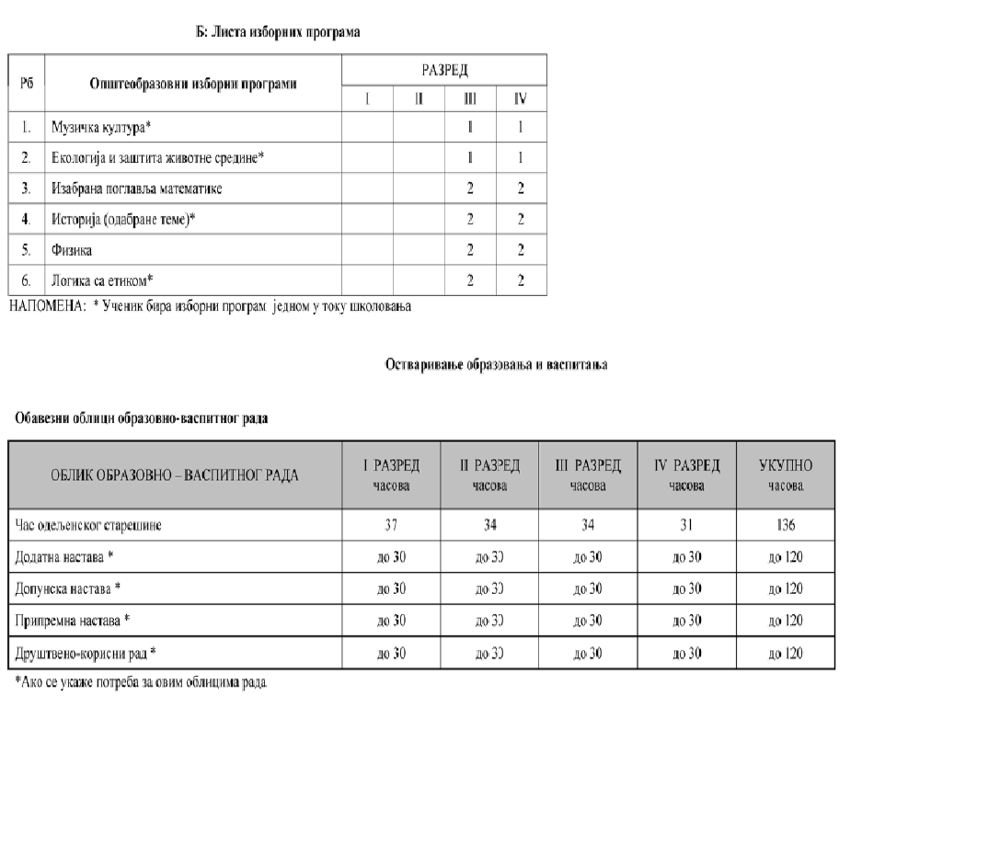 Б: Листа изборних програма
Рб Општеобразовни изборни програми РАЗРЕД
I II III IV
1. Музичка култура* 1 1
2. Екологија и заштита животне средине* 1 1
3. Изабрана поглавља математике 2 2
4. Историја (одабране теме)* 2 2
5. Физика 2 2
6. Логика са етиком* 2 2
НАПОМЕНА: * Ученик бира изборни програм једном у току школовања
Остваривање образовања и васпитања
Обавезни облици образовно-васпитног рада
ОБЛИК ОБРАЗОВНО – ВАСПИТНОГ РАДА I РАЗРЕД часова II РАЗРЕД часова III РАЗРЕД часова IV РАЗРЕД часова УКУПНО часова
Час одељенског старешине 37 34 34 31 136
Додатна настава * до 30 до 30 до 30 до 30 до 120
Допунска настава * до 30 до 30 до 30 до 30 до 120
Припремна настава * до 30 до 30 до 30 до 30 до 120
Друштвено-корисни рад * до 30 до 30 до 30 до 30 до 120
*Ако се укаже потреба за овим облицима рада